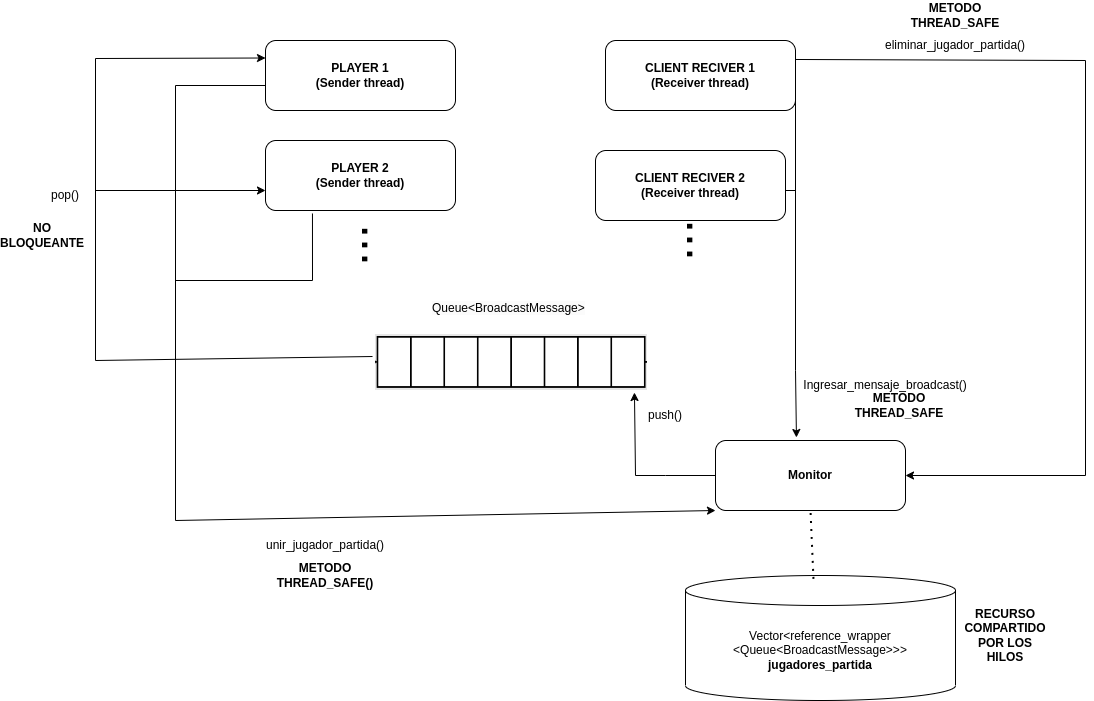 METODO
THREAD_SAFE
eliminar_jugador_partida()
PLAYER 1
(Sender thread)
CLIENT RECIVER 1
(Receiver thread)
PLAYER 2
(Sender thread)
CLIENT RECIVER 2
(Receiver thread)
pop()
NO
BLOQUEANTE
Queue<BroadcastMessage>
Ingresar_mensaje_broadcast()
METODO
THREAD_SAFE
push()
Monitor
unir_jugador_partida()
METODO
THREAD_SAFE()
Vector<reference_wrapper
<Queue<BroadcastMessage>>>
jugadores_partida
RECURSO
COMPARTIDO
POR LOS
HILOS